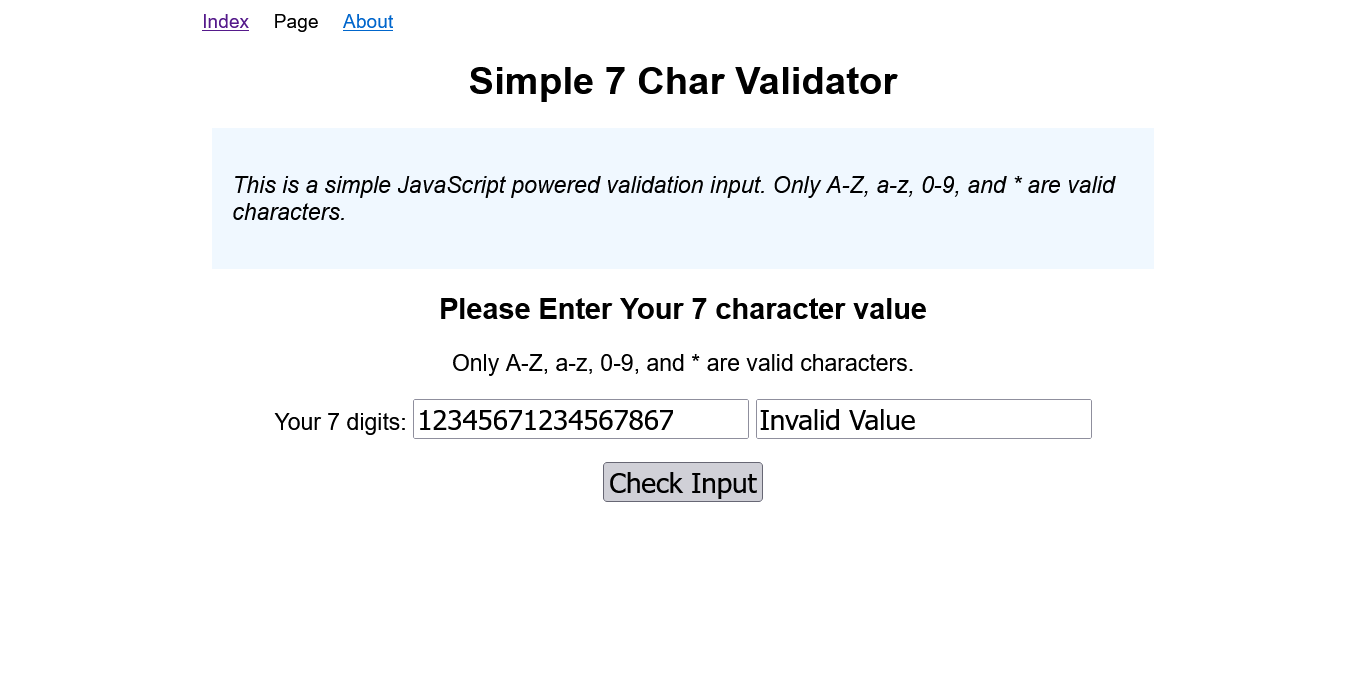 Index Page About
Simple 7 Char Validator
This is a simple JavaScript powered validation input. Only A-Z, a-z, 0-9, and * are valid
characters.
Please Enter Your 7 character value
Only A-Z, a-z, 0-9, and * are valid characters.
Your 7 digits: 12345671234567867 Invalid Value
Check Input